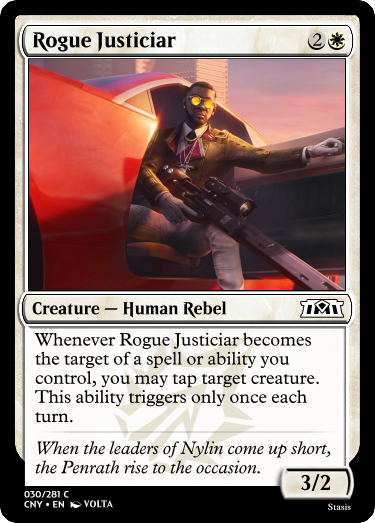 Rogue Justiciar 2
Creature — Human Rebel
Whenever Rogue Justiciar becomes
the target of a spell or ability you
control, you may tap target creature.
This ability triggers only once each
turn.
When the leaders of Nylin come up short,
the Penrath rise to the occasion.
3/2
030/281 C
CNY • EN VOLTA
Stasis